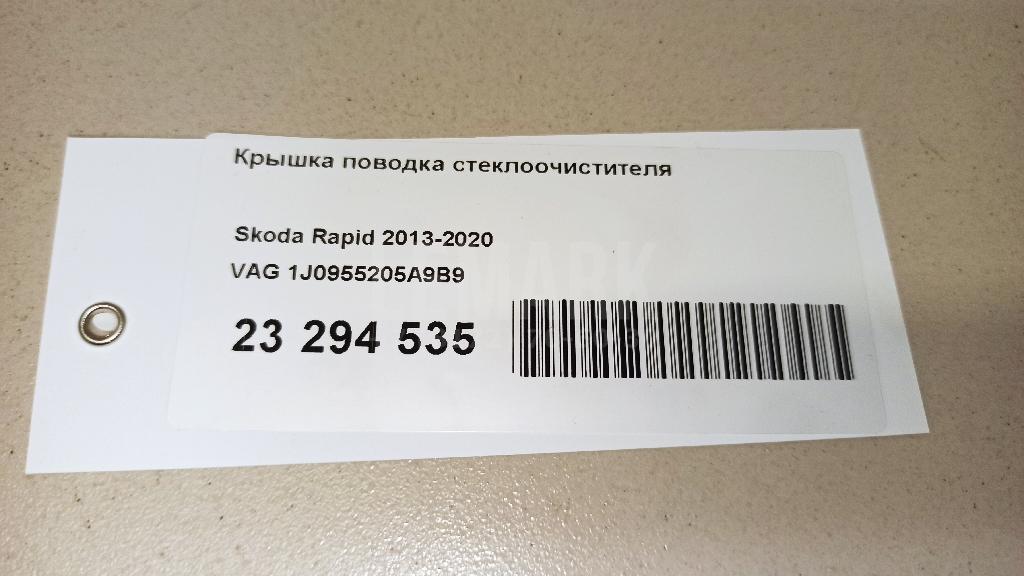 Крышка поводка стеклоочистителя
Skoda Rapid 2013-2020
VAG 1J0955205A9B9
23 294 535